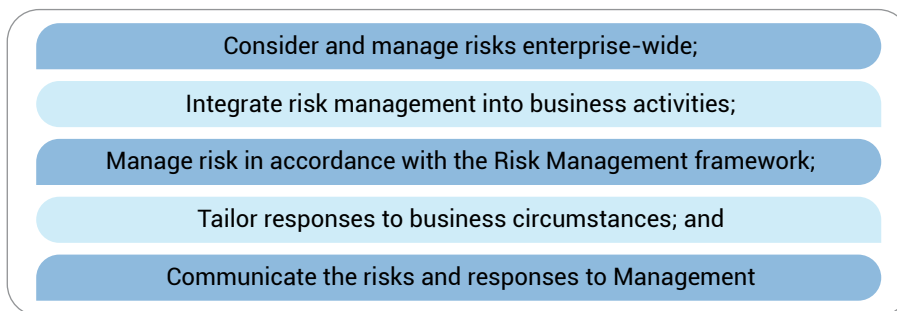 Consider and manage risks enterprise-wide;
Integrate risk management into business activities;
Manage risk in accordance with the Risk Management framework;
Tailor responses to business circumstances; and
Communicate the risks and responses to Management